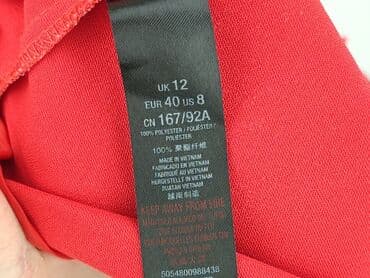 UK 12
EUR 40 US 8
CN 167/92A
100% POLYESTER / POLIÉSTER /
POLYESTER
100% 聚酯纤维
MADE IN VIETNAM
FABRICADO EN VIETNAM
FABRIQUÉ AU VIETNAM
HERGESTELLT IN VIETNAM
BUATAN VIETNAM
越南制造
KEEP AWAY FROM FIRE
5054800988438